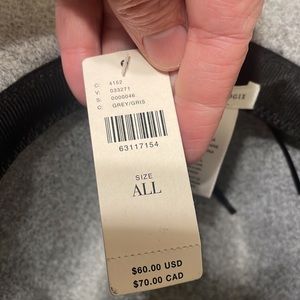 C: 4162
V: 033271
S: 0000046
C: GREY/GRIS
63117154
SIZE
ALL
$60.00 USD
$70.00 CAD